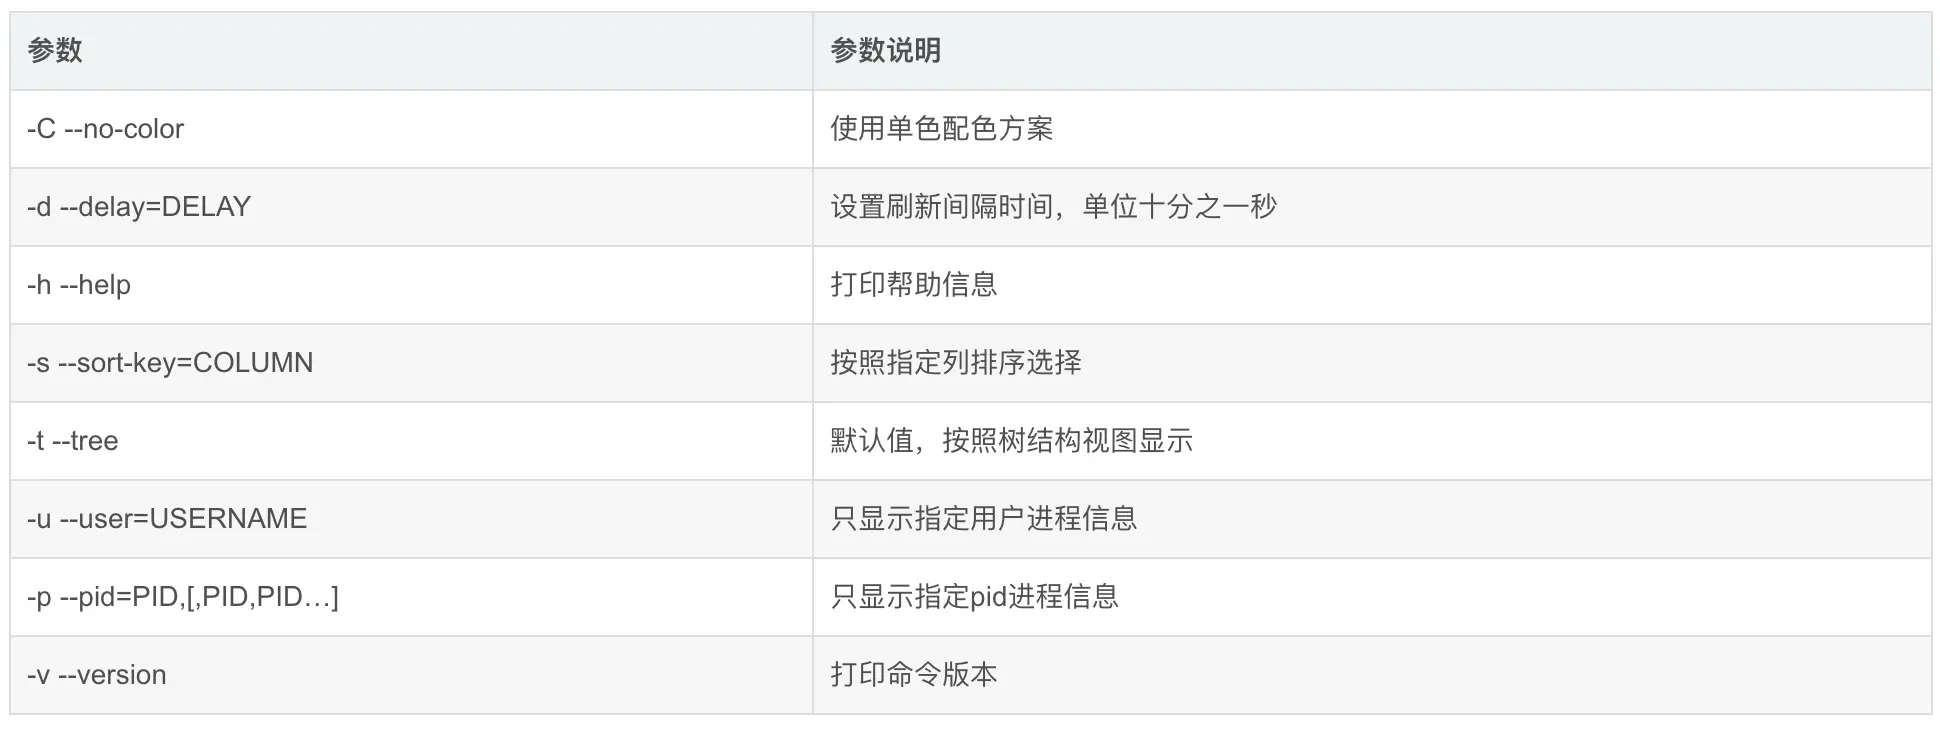 参数 参数说明
-C --no-color 使用单色配色方案
-d --delay=DELAY 设置刷新间隔时间，单位十分之一秒
-h --help 打印帮助信息
-s --sort-key=COLUMN 按照指定列排序选择
-t --tree 默认值，按照树结构视图显示
-u --user=USERNAME 只显示指定用户进程信息
-p --pid=PID,[,PID,PID…] 只显示指定pid进程信息
-v --version 打印命令版本